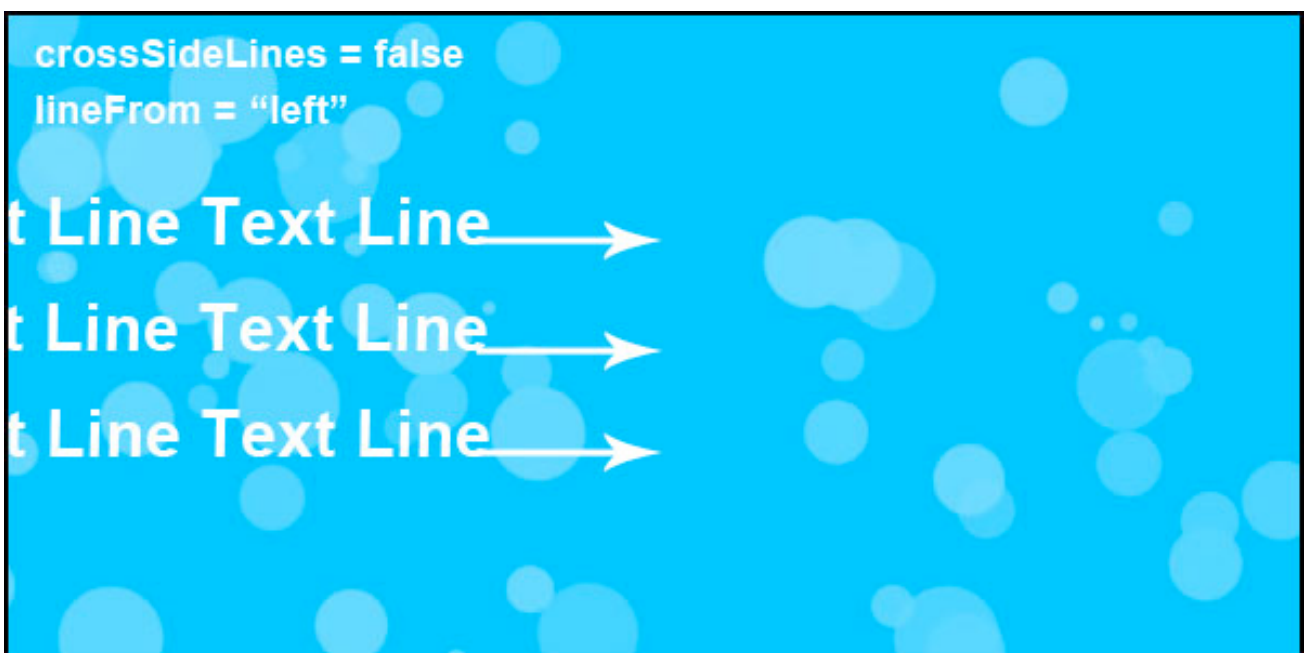 crossSideLines = false
lineFrom = “left”
t Line Text Line
t Line Text Line
t Line Text Line